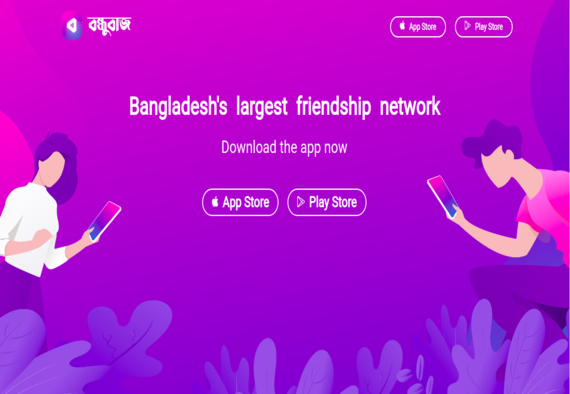 বন্ধুবাজ
App Store
Play Store
Bangladesh's largest friendship network
Download the app now
App Store
Play Store